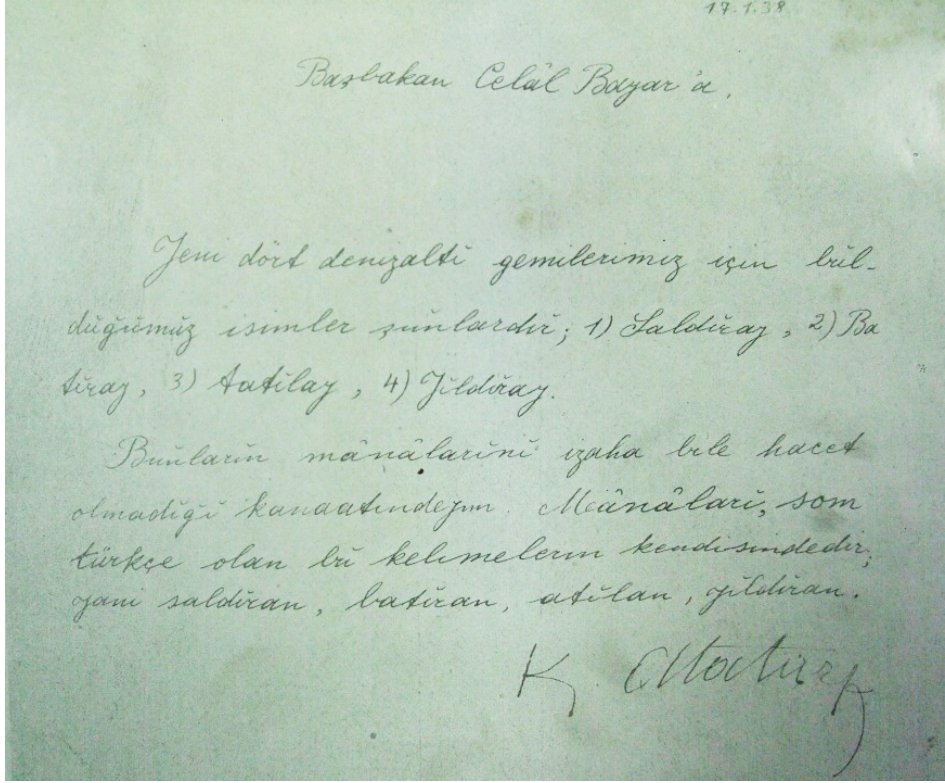 17.1.38
Başbakan Celâl Bayar'a.
Yeni dört denizaltı gemilerimiz için bul-
duğumuz isimler şunlardır; 1) Saldıray, 2) Ba
tıray, 3) Atılay, 4) Yıldıray.
Bunların mânâlarını izaha bile hacet
olmadığı kanaatındeyim. Mânâları, som
türkçe olan bu kelimelerin kendisindedir;
yani saldıran, batıran, atılan, yıldıran.
K. Atatürk